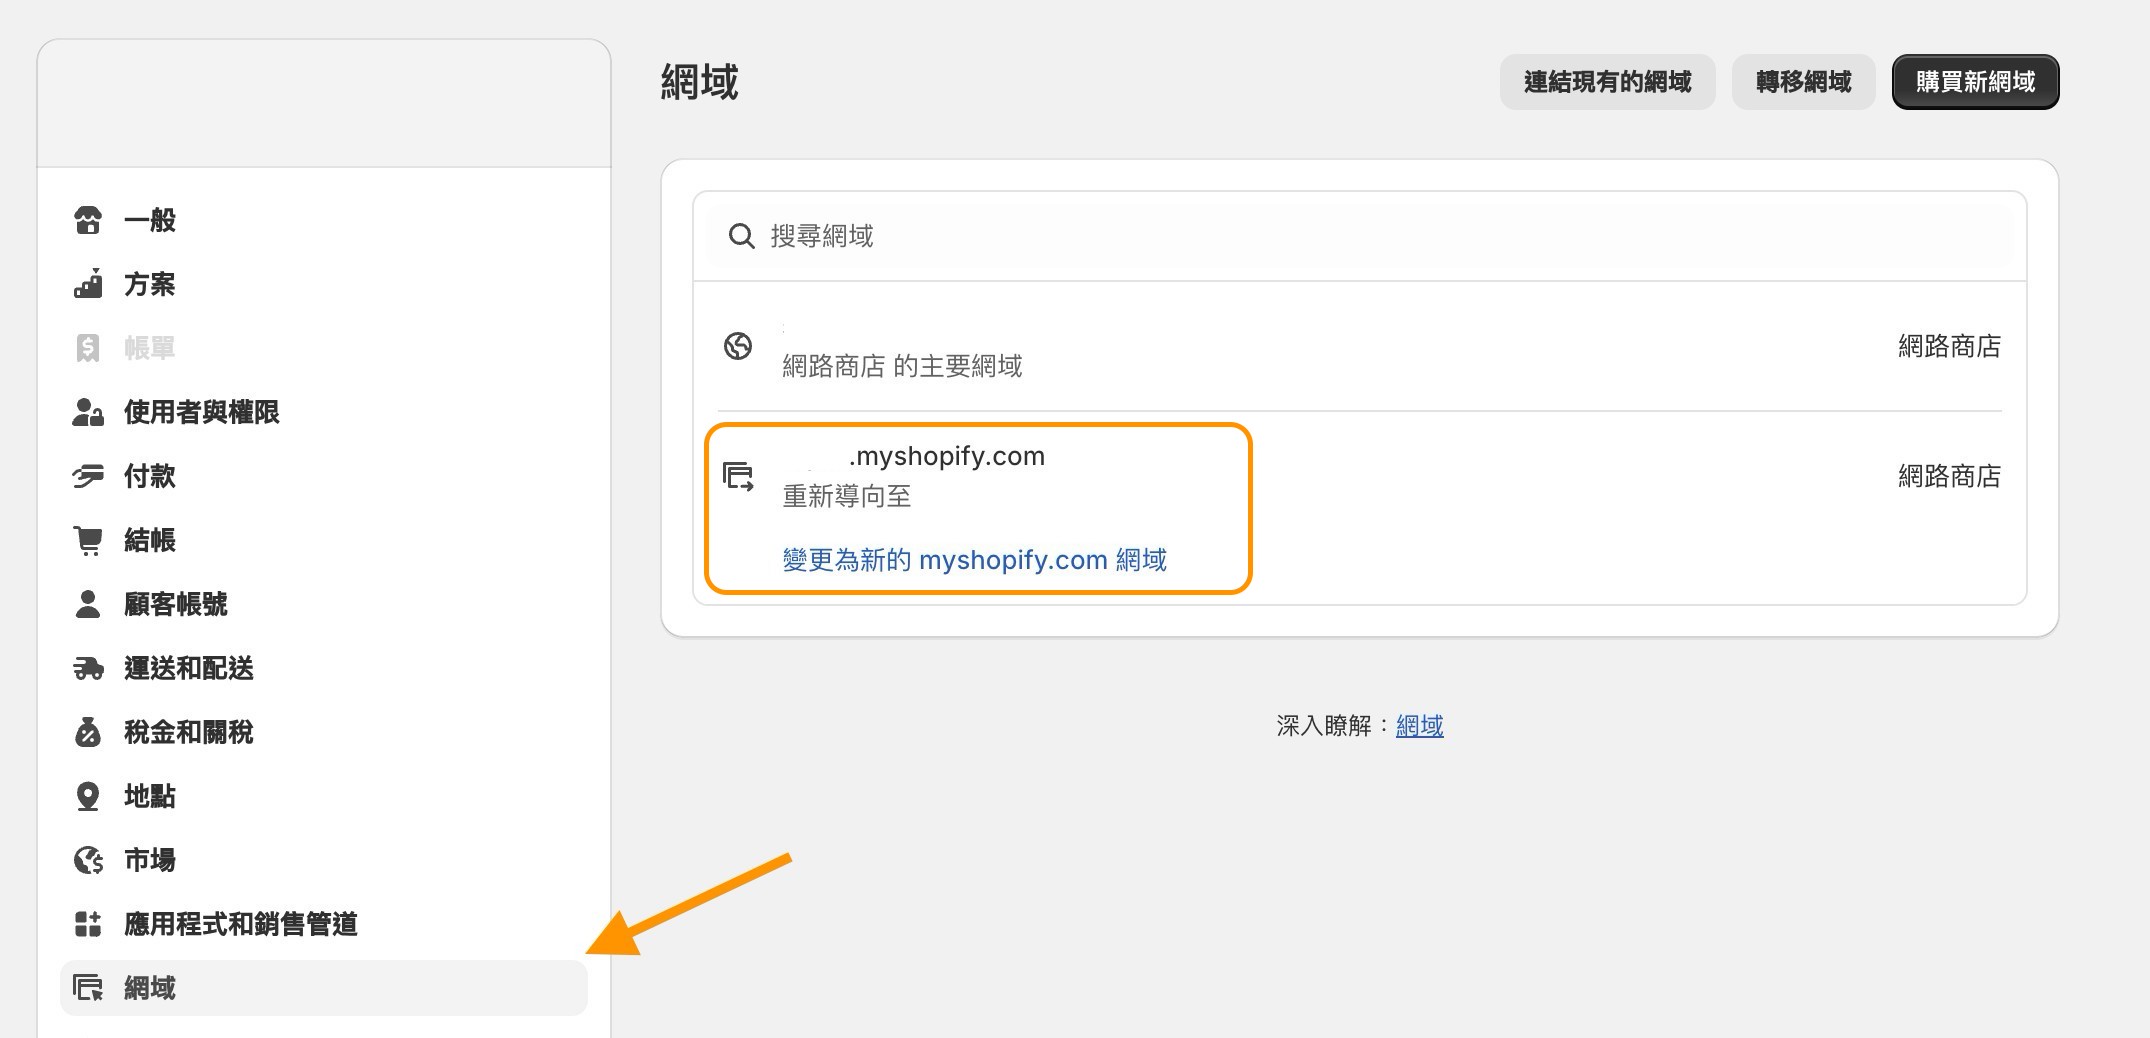 一般
方案
帳單
使用者與權限
付款
結帳
顧客帳號
運送和配送
稅金和關稅
地點
市場
應用程式和銷售管道
網域
網域
連結現有的網域
轉移網域
購買新網域
搜尋網域
網路商店 的主要網域
網路商店
.myshopify.com
重新導向至
變更為新的 myshopify.com 網域
網路商店
深入瞭解：網域